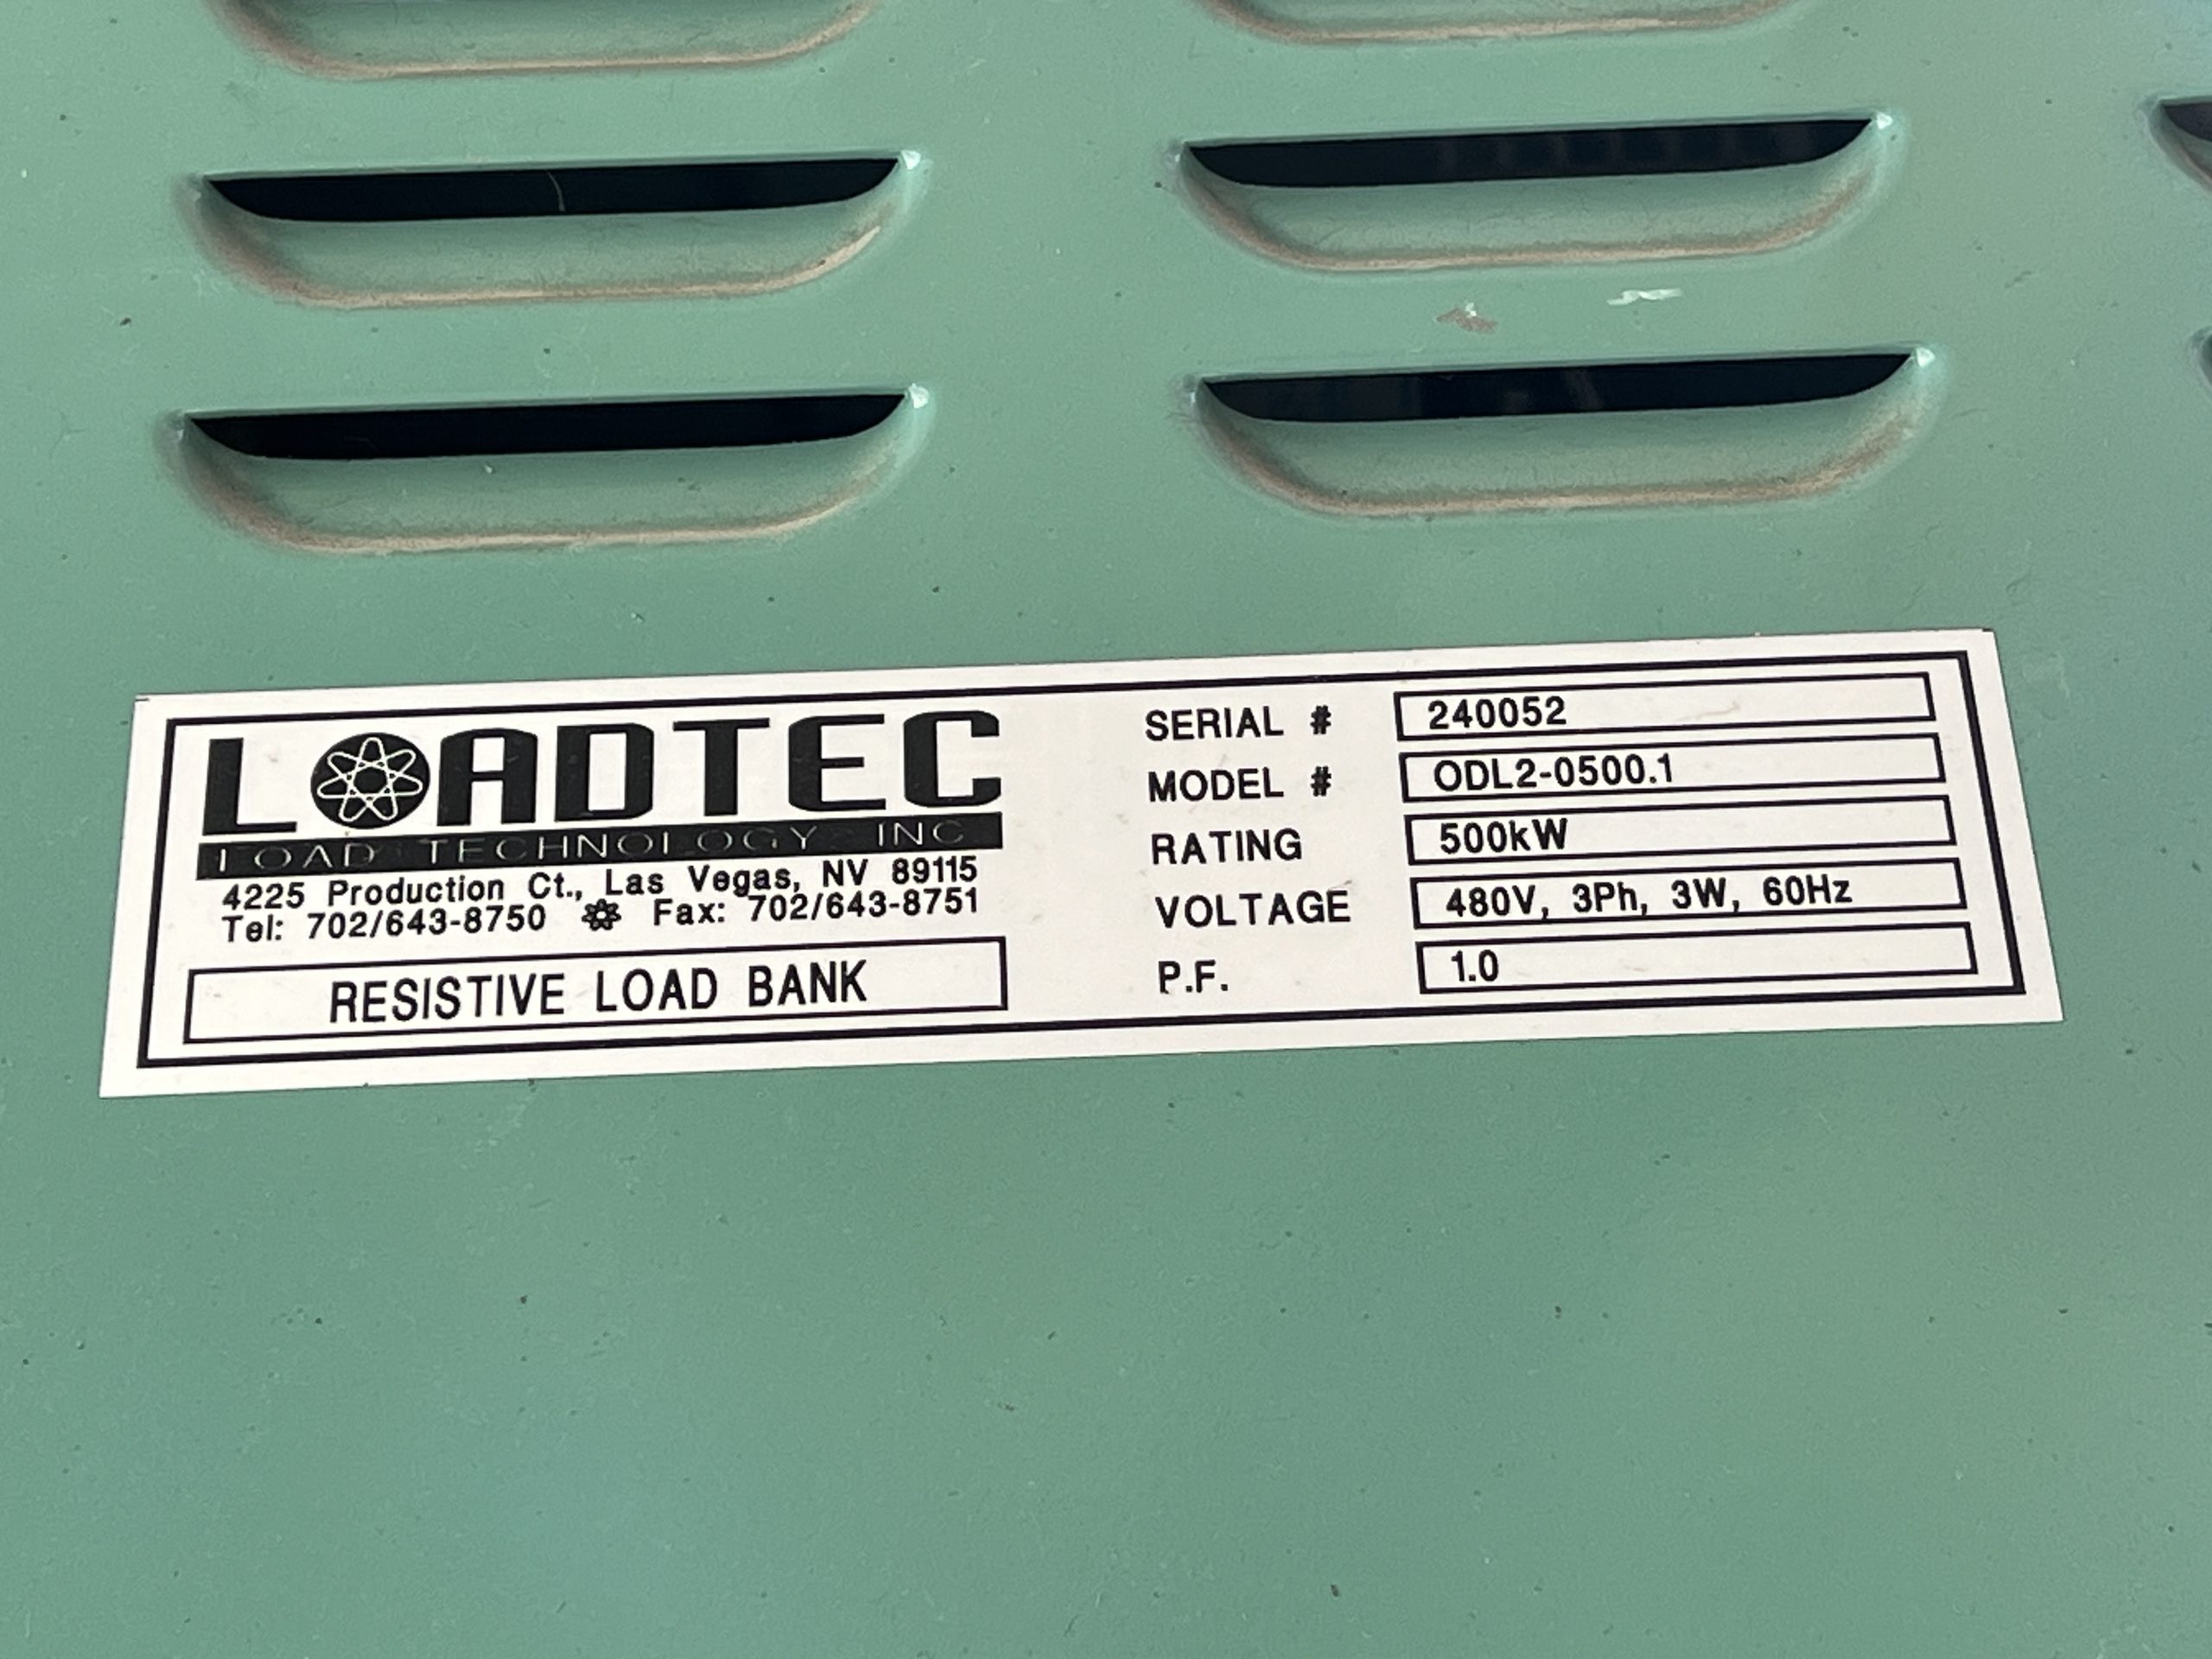 LOADTEC
LOAD TECHNOLOGY INC
4225 Production Ct., Las Vegas, NV 89115
Tel: 702/643-8750 Fax: 702/643-8751
RESISTIVE LOAD BANK
SERIAL # 240052
MODEL # ODL2-0500.1
RATING 500kW
VOLTAGE 480V, 3Ph, 3W, 60Hz
P.F. 1.0